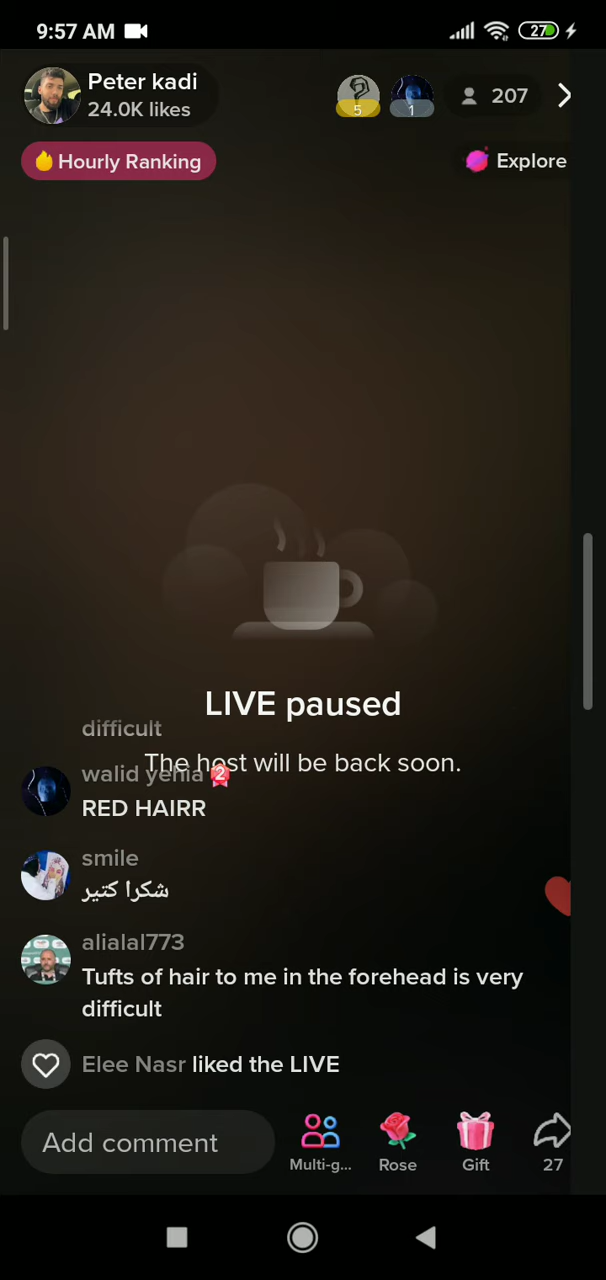 9:57 AM
27
Peter kadi
24.0K likes
5
1
207
Hourly Ranking
Explore
LIVE paused
difficult
The host will be back soon.
walid yehia 2
RED HAIRR
smile
شكرا كتير
alialal773
Tufts of hair to me in the forehead is very
difficult
Elee Nasr liked the LIVE
Add comment
Multi-g...
Rose
Gift
27